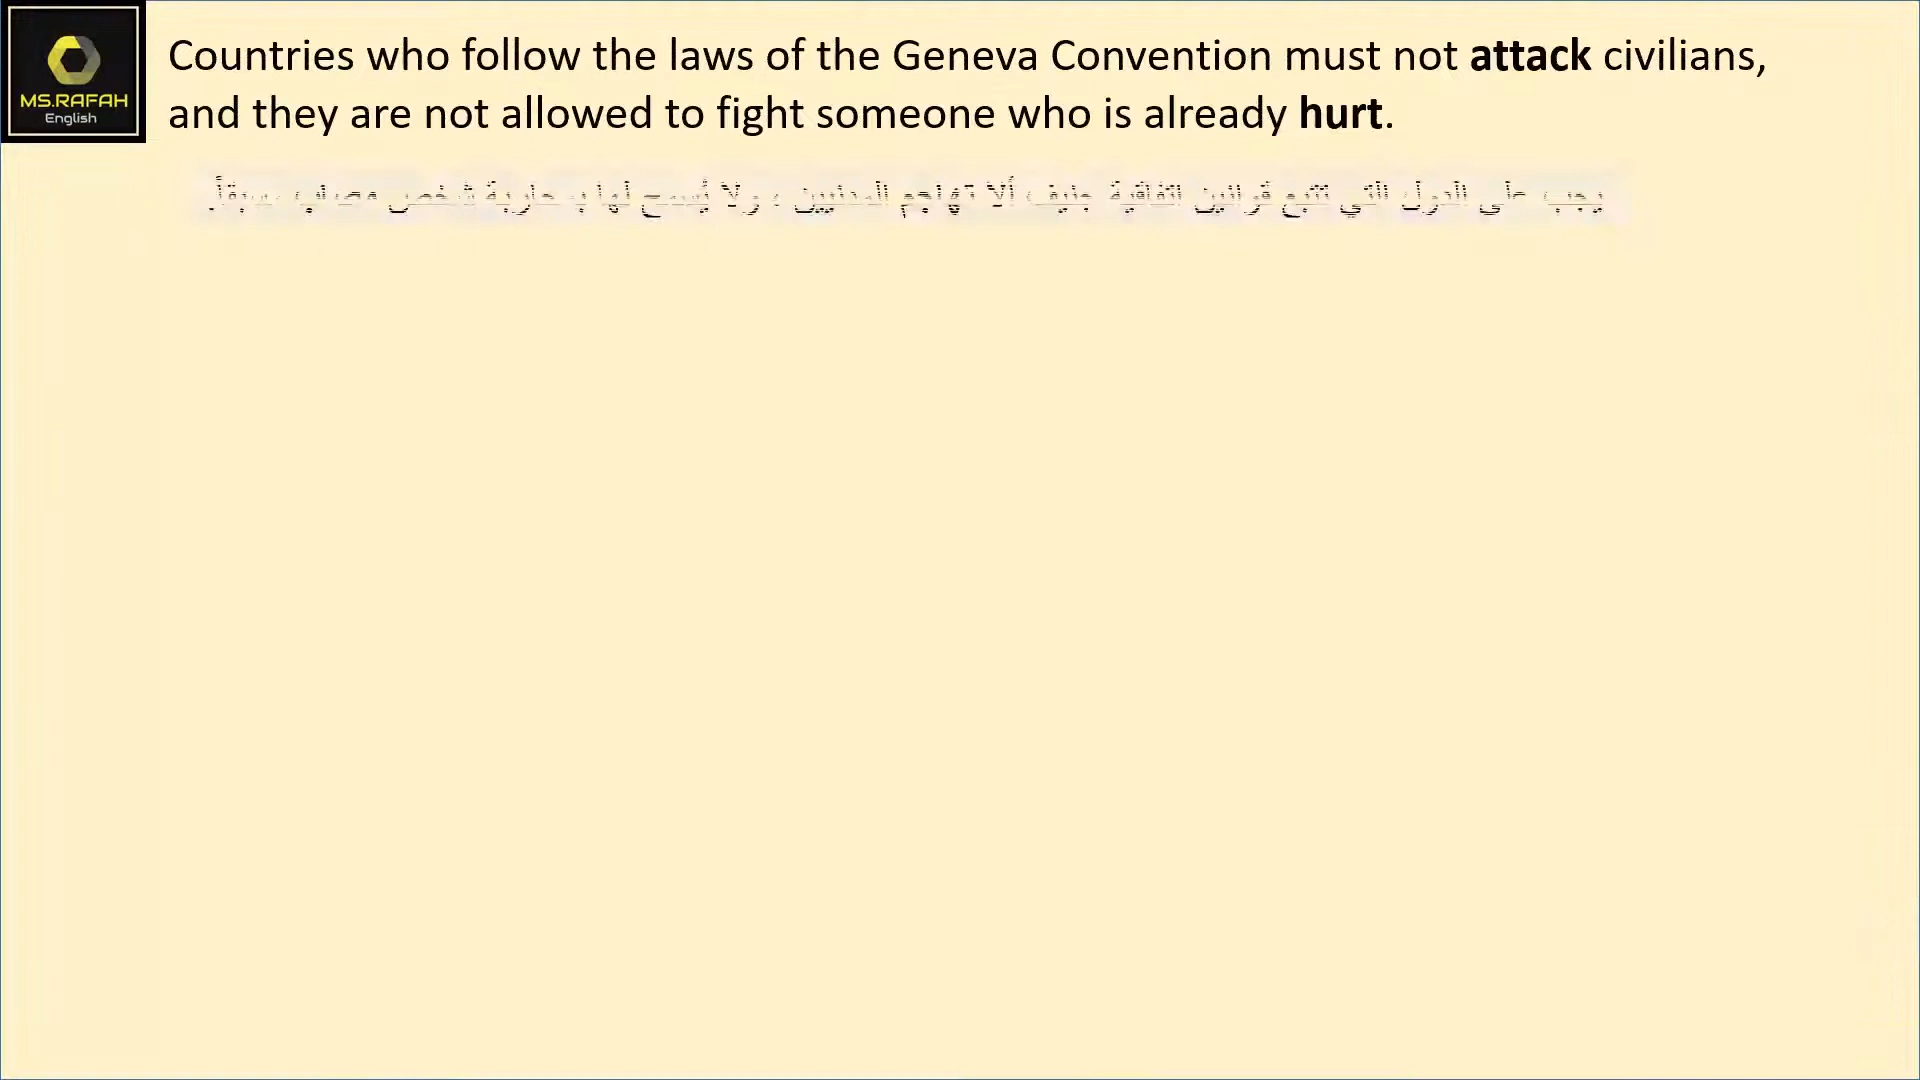 MS.RAFAH
English
Countries who follow the laws of the Geneva Convention must not attack civilians,
and they are not allowed to fight someone who is already hurt.
يجب على الدول التي تتبع قوانين اتفاقية جنيف ألا تهاجم المدنيين ، ولا يُسمح لها بمحاربة شخص مصاب مسبقاً.